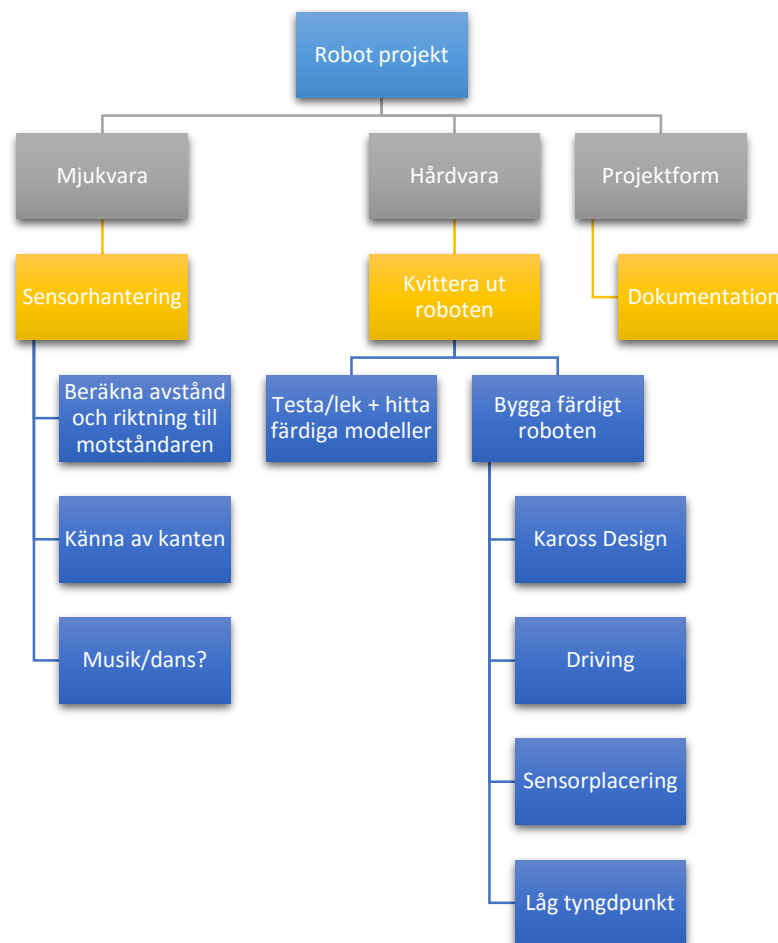 Robot projekt
Mjukvara
Hårdvara
Projektform
Sensorhantering
Kvittera ut
roboten
Dokumentation
Beräkna avstånd
och riktning till
motståndaren
Testa/lek + hitta
färdiga modeller
Bygga färdigt
roboten
Känna av kanten
Kaross Design
Musik/dans?
Driving
Sensorplacering
Låg tyngdpunkt